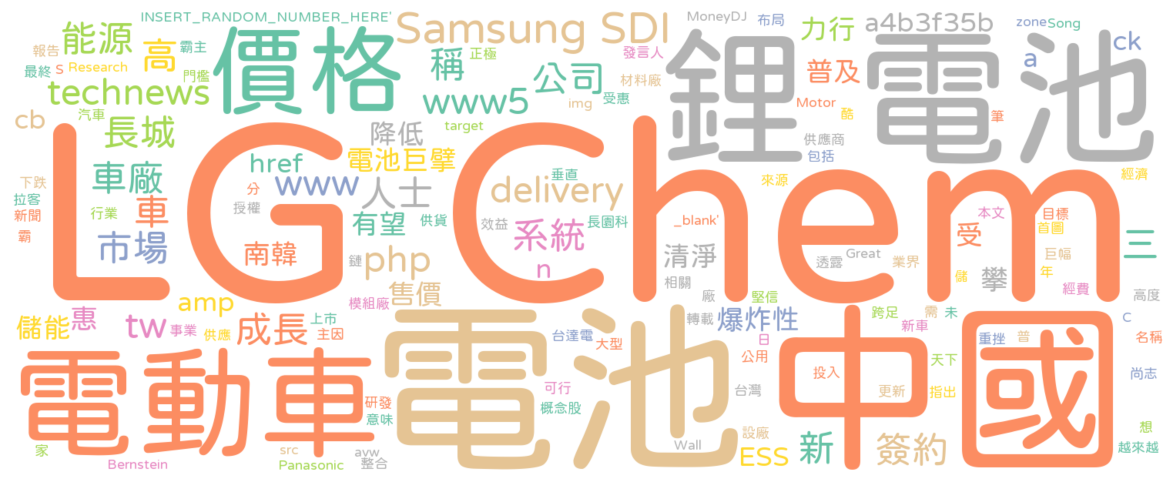 INSERT_RANDOM_NUMBER_HERE'
Samsung SDI
MoneyDJ
布局
力行
a4b3f35b
zone
Song
ck
a
能源
高
霸主
報告
最終
S
Research
門檻
technews
汽車
價格
稱
正極
www5
公司
發言人
材料廠
受惠
img
target
普及
Motor
酷
筆
供應商
包括
鋰電池
cb
長城
降低
電池巨擘
href
www
人士
delivery
垂直
來源
經濟
車廠
下跌
拉客
新聞
霸
行業
車
分
授權
有望
供貨
效益
長園科
_blank'
本文
目標
首圖
市場
南韓
系統
n
清淨
受
三
LG Chem
鏈
php
售價
相關
廠
透露
Great
業界
攀
儲
年
巨幅
經費
高度
amp
模組廠
堅信
儲能
惠
tw
事業
供應
成長
上市
主因
台達電
大型
轉載
爆炸性
日
跨足
需
未
新車
C
名稱
電動車
電池
中國
可行
概念股
公用
台灣
投入
更新
重挫
普
天下
指出
尚志
研發
意味
家
Bernstein
src
Panasonic
avw
整合
Wall
設廠
ESS
新
簽約
想
越來越